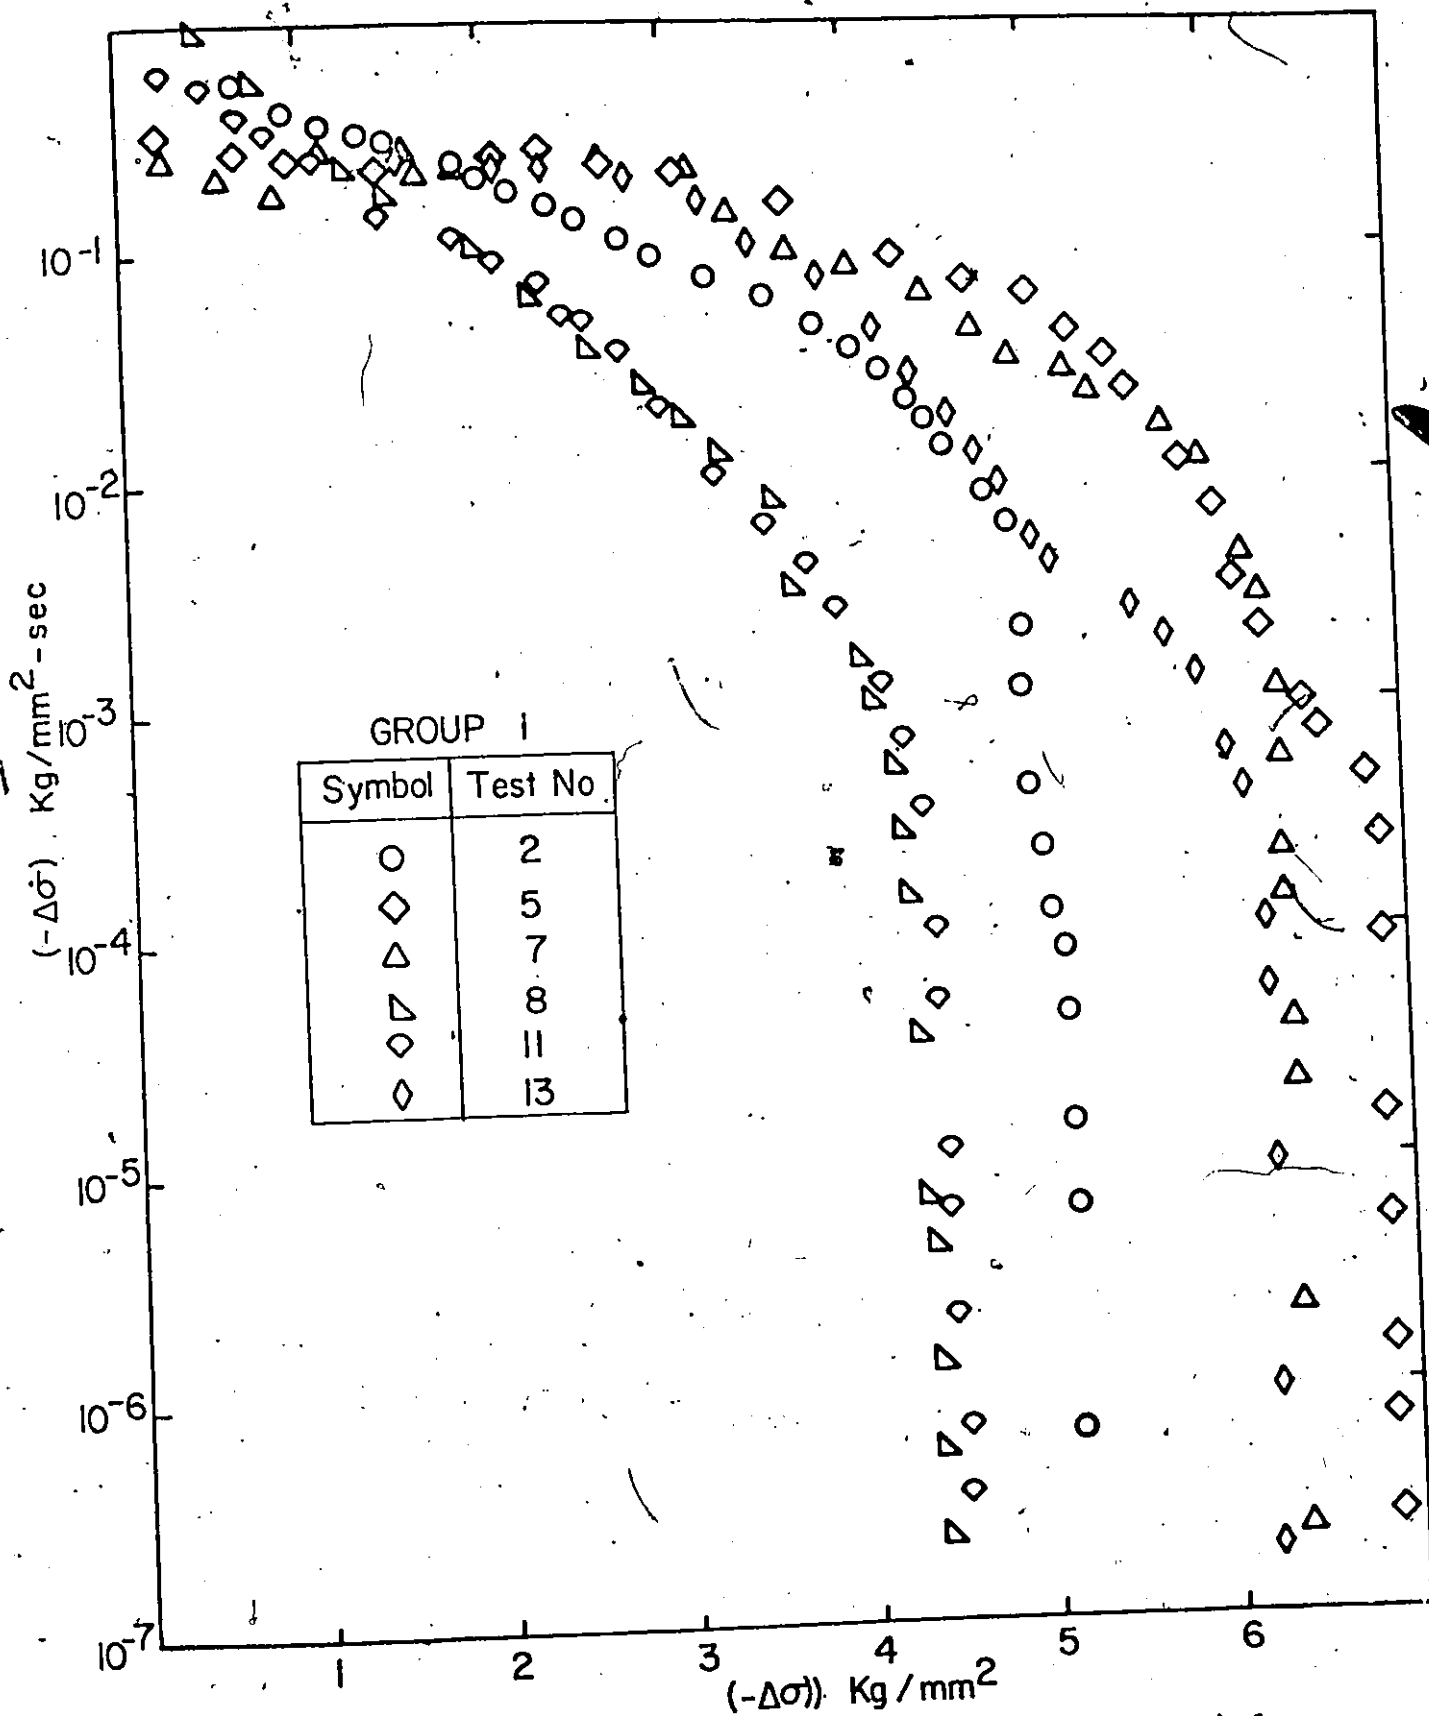 10⁻¹
10⁻²
10⁻³
10⁻⁴
10⁻⁵
10⁻⁶
10⁻⁷
(-Δσ̇) Kg/mm²-sec
GROUP 1
Symbol Test No
2
5
7
8
11
13
1 2 3 4 5 6
(-Δσ)) Kg/mm²